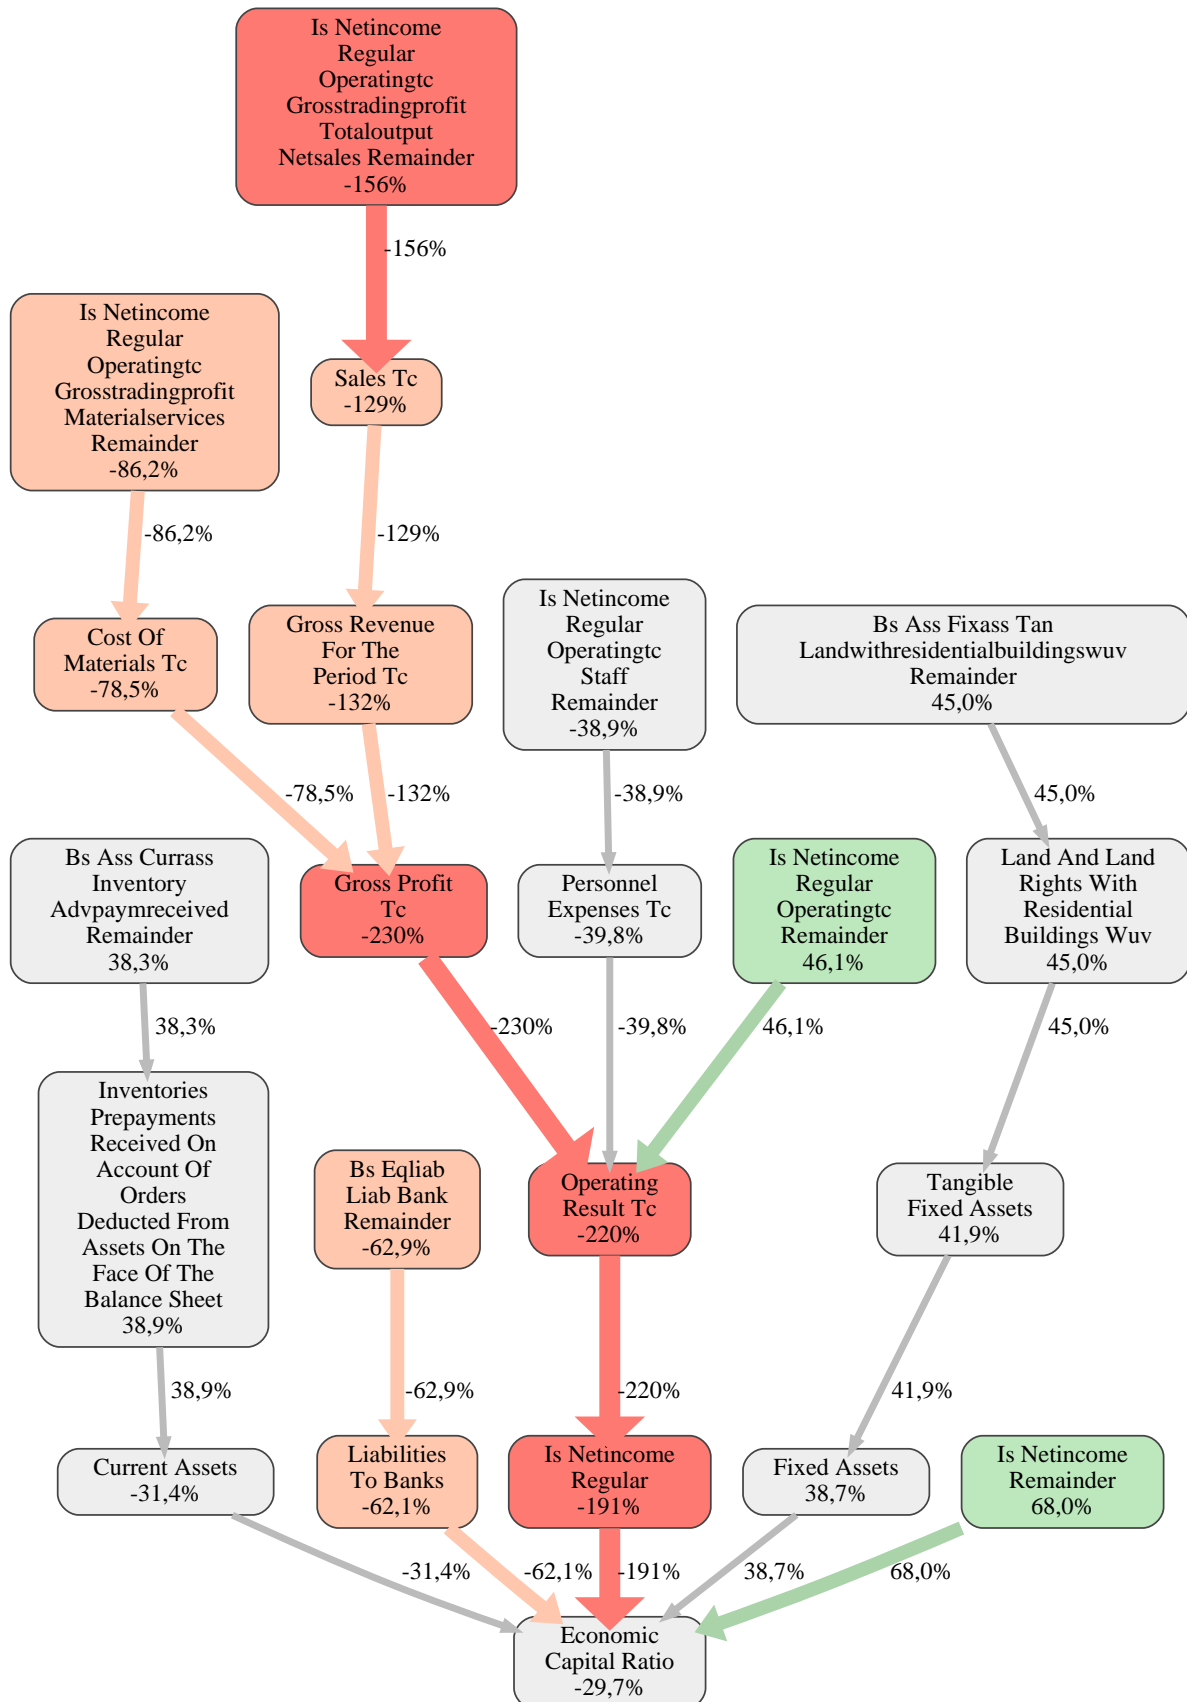 Is Netincome
Regular
Operatingtc
Grosstradingprofit
Totaloutput
Netsales Remainder
-156%
-156%
Is Netincome
Regular
Operatingtc
Grosstradingprofit
Materialservices
Remainder
-86,2%
Sales Tc
-129%
-86,2%
-129%
Cost Of
Materials Tc
-78,5%
Gross Revenue
For The
Period Tc
-132%
Is Netincome
Regular
Operatingtc
Staff
Remainder
-38,9%
Bs Ass Fixass Tan
Landwithresidentialbuildingswuv
Remainder
45,0%
-78,5%
-132%
-38,9%
45,0%
Bs Ass Currass
Inventory
Advpaymreceived
Remainder
38,3%
Gross Profit
Tc
-230%
Personnel
Expenses Tc
-39,8%
Is Netincome
Regular
Operatingtc
Remainder
46,1%
Land And Land
Rights With
Residential
Buildings Wuv
45,0%
38,3%
-230%
-39,8%
46,1%
45,0%
Inventories
Prepayments
Received On
Account Of
Orders
Deducted From
Assets On The
Face Of The
Balance Sheet
38,9%
Bs Eqliab
Liab Bank
Remainder
-62,9%
Operating
Result Tc
-220%
Tangible
Fixed Assets
41,9%
38,9%
-62,9%
-220%
41,9%
Current Assets
-31,4%
Liabilities
To Banks
-62,1%
Is Netincome
Regular
-191%
Fixed Assets
38,7%
Is Netincome
Remainder
68,0%
-31,4%
-62,1%
-191%
38,7%
68,0%
Economic
Capital Ratio
-29,7%